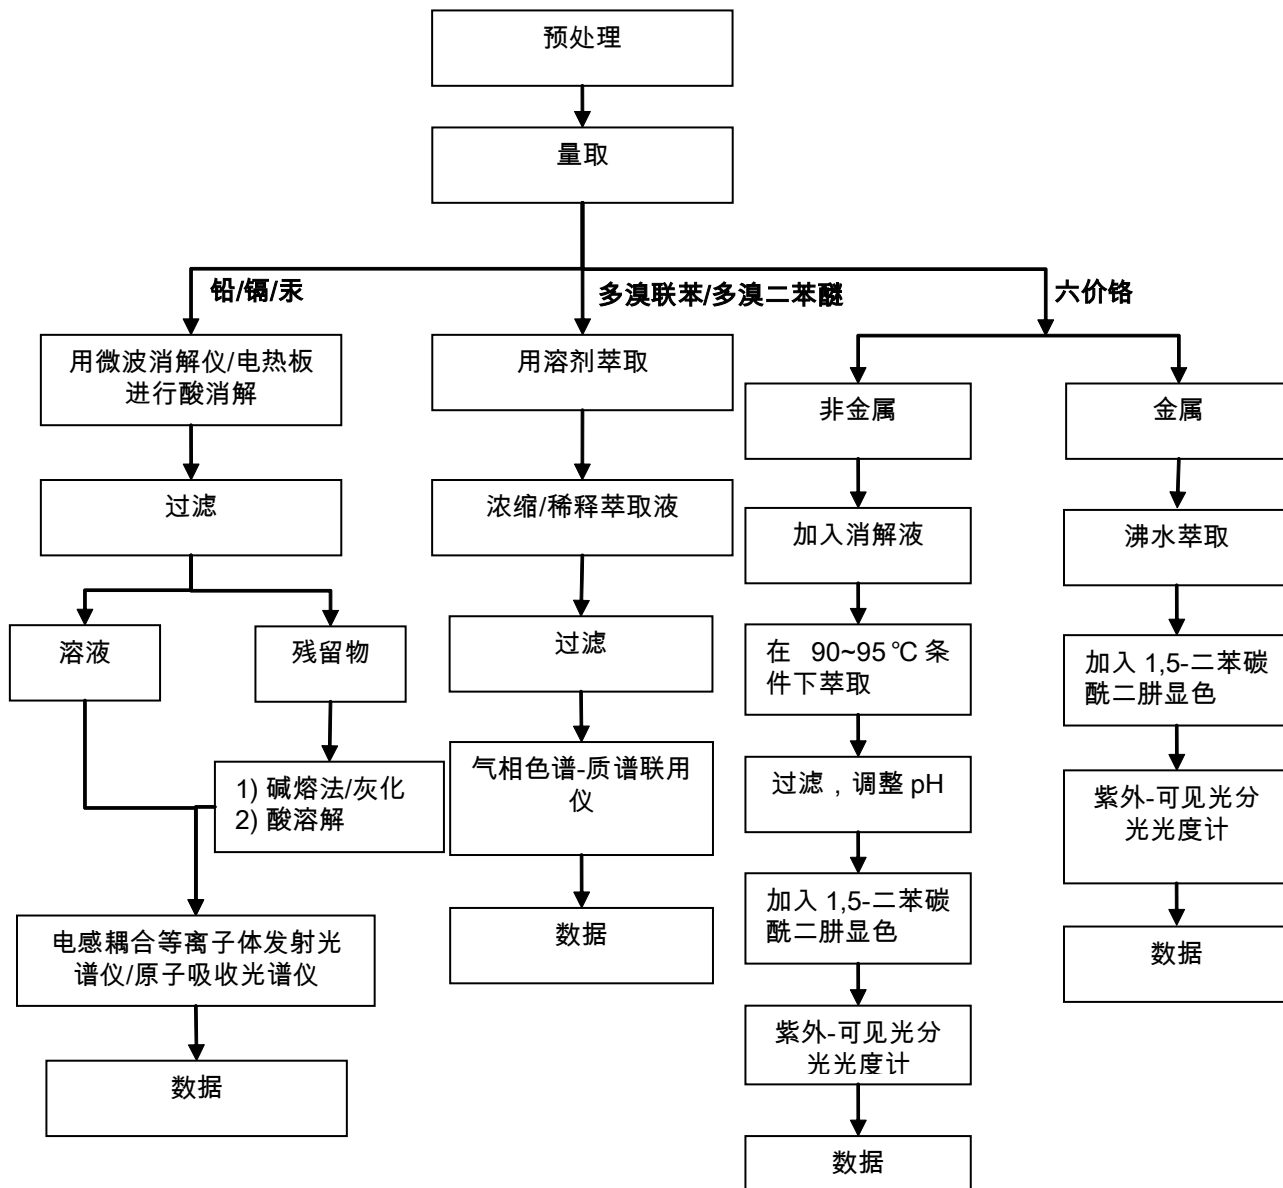 预处理
量取
铅/镉/汞
多溴联苯/多溴二苯醚
六价铬
用微波消解仪/电热板
进行酸消解
过滤
溶液
残留物
1) 碱熔法/灰化
2) 酸溶解
电感耦合等离子体发射光
谱仪/原子吸收光谱仪
数据
用溶剂萃取
浓缩/稀释萃取液
过滤
气相色谱-质谱联用
仪
数据
非金属
加入消解液
在 90~95℃条
件下萃取
过滤，调整 pH
加入 1,5-二苯碳
酰二肼显色
紫外-可见光分
光光度计
数据
金属
沸水萃取
加入 1,5-二苯碳
酰二肼显色
紫外-可见光分
光光度计
数据